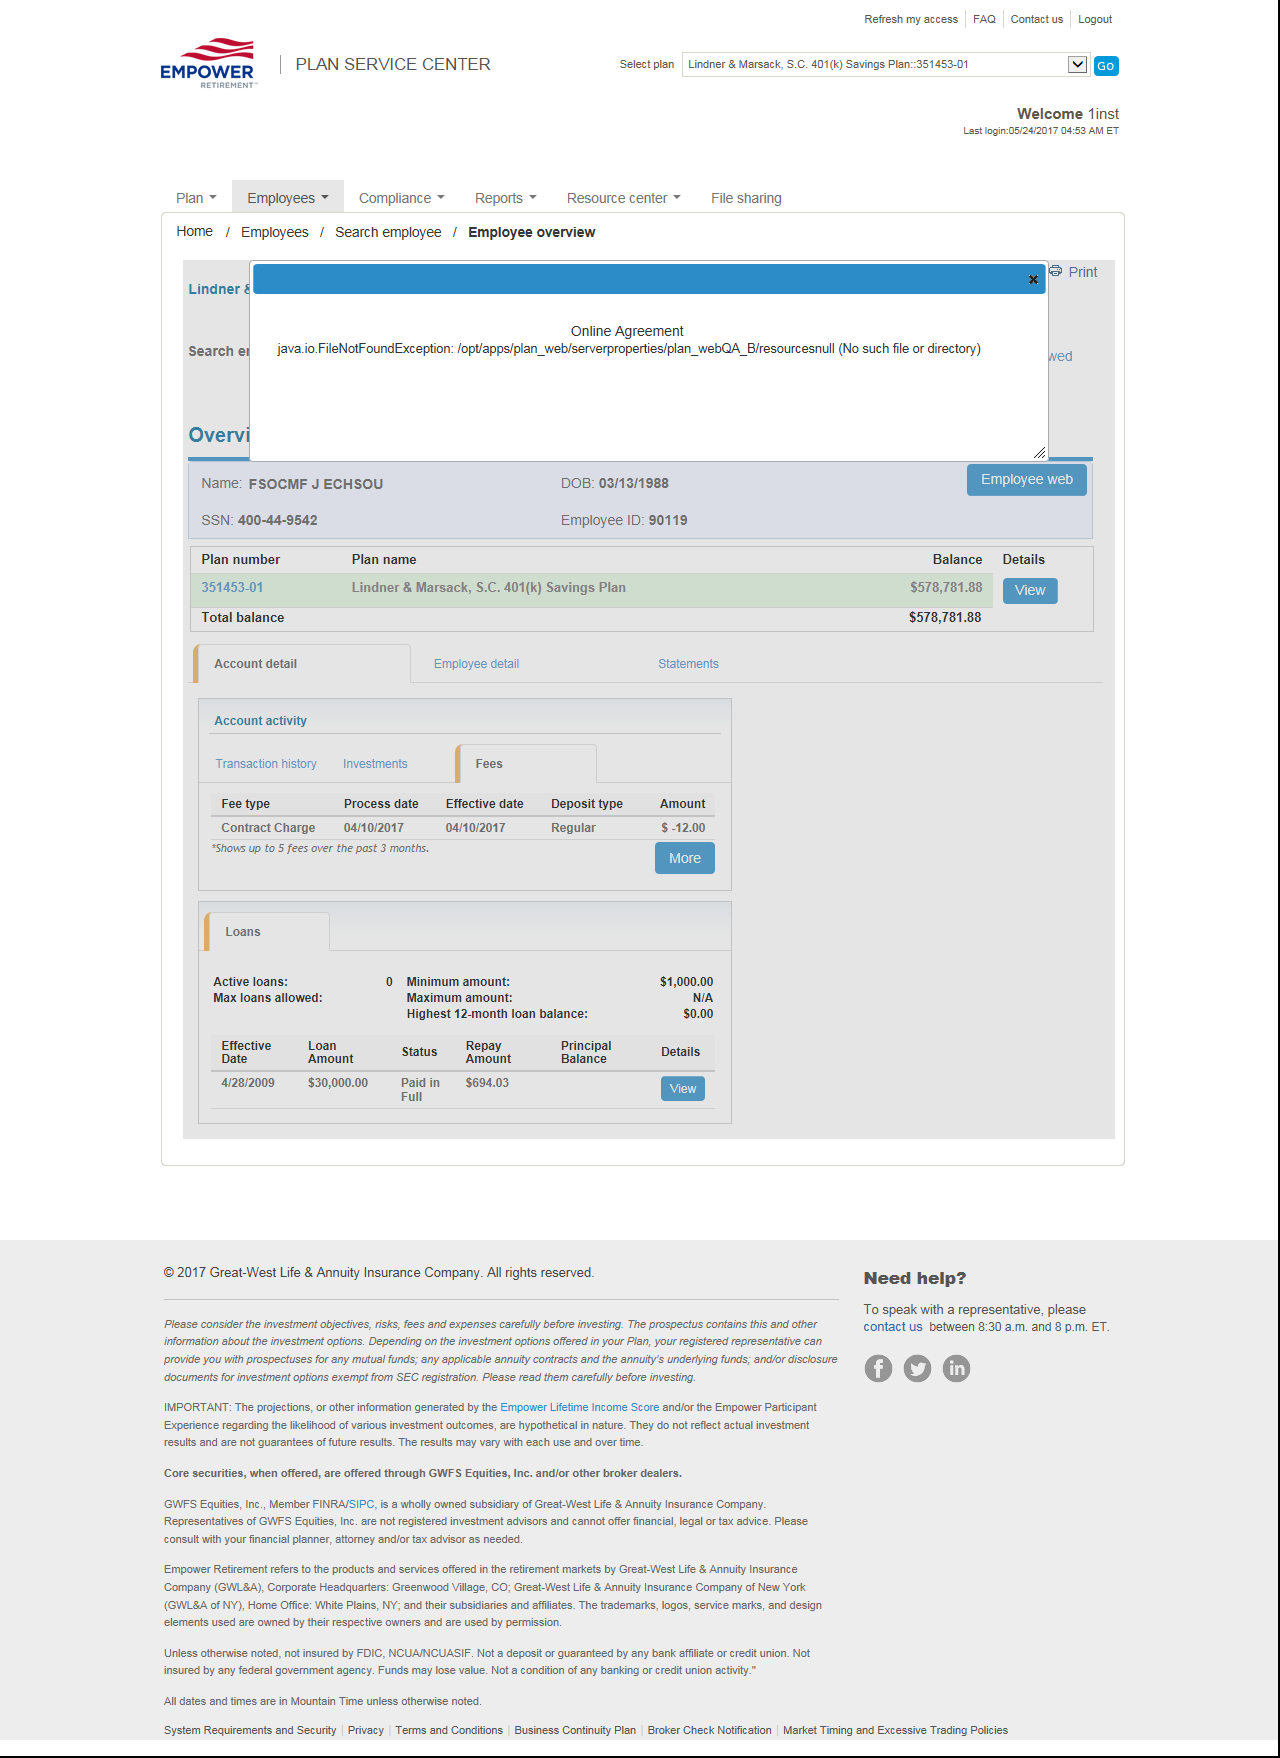 Refresh my access FAQ Contact us Logout
EMPOWER
RETIREMENT
PLAN SERVICE CENTER
Select plan Lindner & Marsack, S.C. 401(k) Savings Plan::351453-01 Go
Welcome 1inst
Last login:05/24/2017 04:53 AM ET
Plan Employees Compliance Reports Resource center File sharing
Home / Employees / Search employee / Employee overview
Print
Lindner &
Online Agreement
java.io.FileNotFoundException: /opt/apps/plan_web/serverproperties/plan_webQA_B/resourcesnull (No such file or directory)
Search er
wed
Overvi
Name: FSOCMF J ECHSOU DOB: 03/13/1988 Employee web
SSN: 400-44-9542 Employee ID: 90119
Plan number Plan name Balance Details
351453-01 Lindner & Marsack, S.C. 401(k) Savings Plan $578,781.88 View
Total balance $578,781.88
Account detail Employee detail Statements
Account activity
Transaction history Investments Fees
Fee type Process date Effective date Deposit type Amount
Contract Charge 04/10/2017 04/10/2017 Regular $ -12.00
*Shows up to 5 fees over the past 3 months.
More
Loans
Active loans: 0 Minimum amount: $1,000.00
Max loans allowed: Maximum amount: N/A
Highest 12-month loan balance: $0.00
Effective Date Loan Amount Status Repay Amount Principal Balance Details
4/28/2009 $30,000.00 Paid in Full $694.03 View
© 2017 Great-West Life & Annuity Insurance Company. All rights reserved.
Please consider the investment objectives, risks, fees and expenses carefully before investing. The prospectus contains this and other
information about the investment options. Depending on the investment options offered in your Plan, your registered representative can
provide you with prospectuses for any mutual funds; any applicable annuity contracts and the annuity's underlying funds; and/or disclosure
documents for investment options exempt from SEC registration. Please read them carefully before investing.
IMPORTANT: The projections, or other information generated by the Empower Lifetime Income Score and/or the Empower Participant
Experience regarding the likelihood of various investment outcomes, are hypothetical in nature. They do not reflect actual investment
results and are not guarantees of future results. The results may vary with each use and over time.
Core securities, when offered, are offered through GWFS Equities, Inc. and/or other broker dealers.
GWFS Equities, Inc., Member FINRA/SIPC, is a wholly owned subsidiary of Great-West Life & Annuity Insurance Company.
Representatives of GWFS Equities, Inc. are not registered investment advisors and cannot offer financial, legal or tax advice. Please
consult with your financial planner, attorney and/or tax advisor as needed.
Empower Retirement refers to the products and services offered in the retirement markets by Great-West Life & Annuity Insurance
Company (GWL&A), Corporate Headquarters: Greenwood Village, CO; Great-West Life & Annuity Insurance Company of New York
(GWL&A of NY), Home Office: White Plains, NY; and their subsidiaries and affiliates. The trademarks, logos, service marks, and design
elements used are owned by their respective owners and are used by permission.
Unless otherwise noted, not insured by FDIC, NCUA/NCUASIF. Not a deposit or guaranteed by any bank affiliate or credit union. Not
insured by any federal government agency. Funds may lose value. Not a condition of any banking or credit union activity."
All dates and times are in Mountain Time unless otherwise noted.
System Requirements and Security | Privacy | Terms and Conditions | Business Continuity Plan | Broker Check Notification | Market Timing and Excessive Trading Policies
Need help?
To speak with a representative, please
contact us between 8:30 a.m. and 8 p.m. ET.